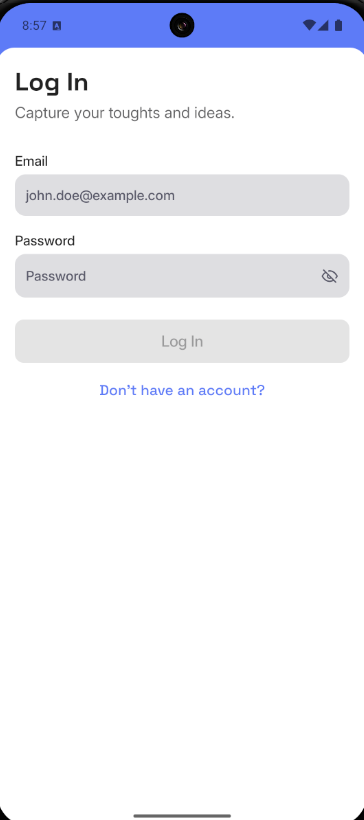 8:57
Log In
Capture your toughts and ideas.
Email
john.doe@example.com
Password
Password
Log In
Don't have an account?